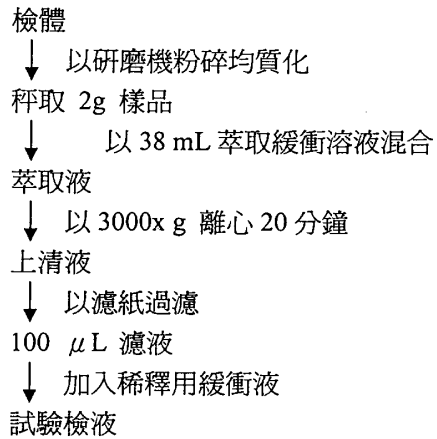 檢體
以研磨機粉碎均質化
秤取 2g 樣品
以 38 mL 萃取緩衝溶液混合
萃取液
以 3000x g 離心 20 分鐘
上清液
以濾紙過濾
100 μL 濾液
加入稀釋用緩衝液
試驗檢液